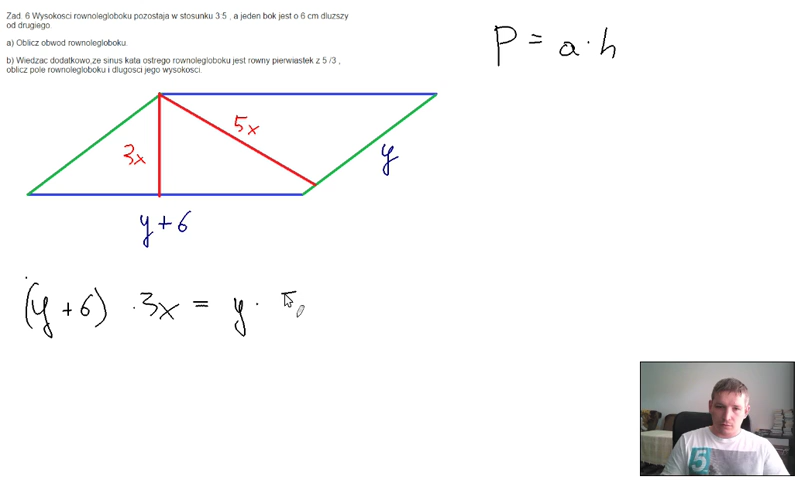 Zad. 6 Wysokosci rownolegloboku pozostaja w stosunku 3:5 , a jeden bok jest o 6 cm dluzszy
od drugiego.
a) Oblicz obwod rownolegloboku.
b) Wiedzac dodatkowo,ze sinus kata ostrego rownolegloboku jest rowny pierwiastek z 5 /3 ,
oblicz pole rownolegloboku i dlugosci jego wysokosci.
P = a · h
5x
3x
y
y + 6
(y + 6) · 3x = y · 5
5